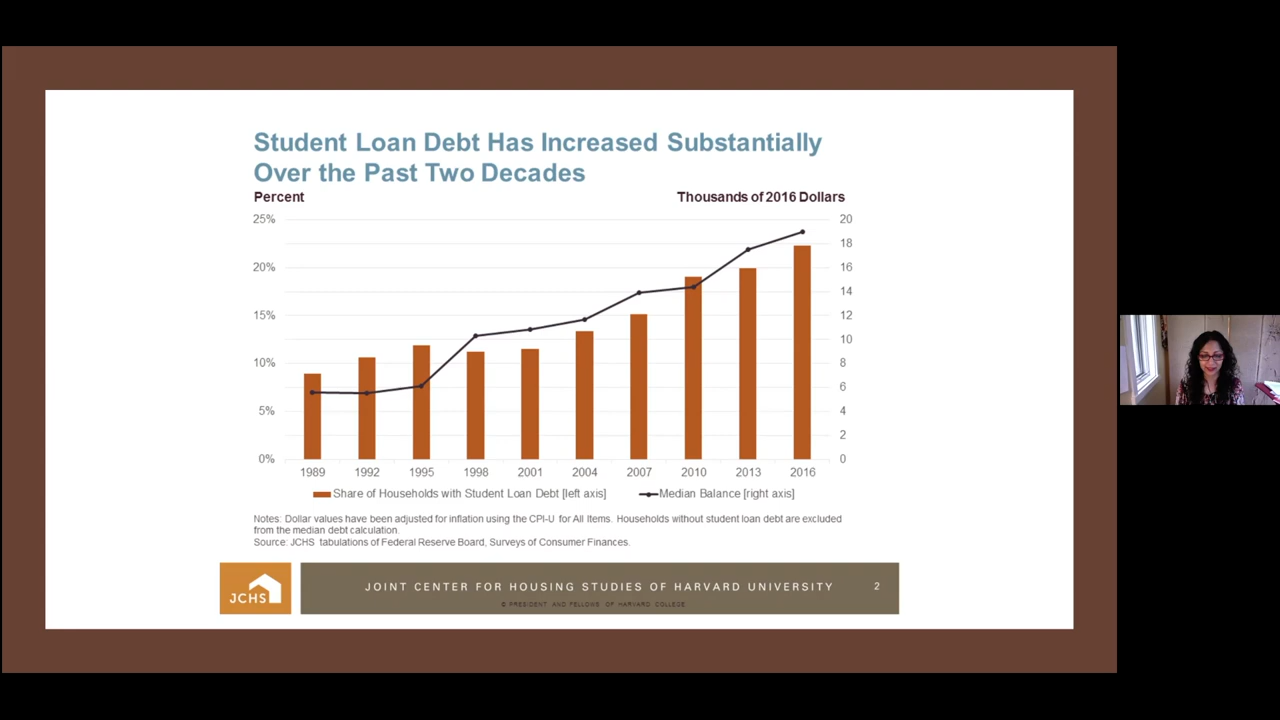 Student Loan Debt Has Increased Substantially
Over the Past Two Decades
Percent Thousands of 2016 Dollars
25% 20
18
20% 16
14
15% 12
10
10% 8
6
5% 4
2
0% 0
1989 1992 1995 1998 2001 2004 2007 2010 2013 2016
Share of Households with Student Loan Debt [left axis] Median Balance [right axis]
Notes: Dollar values have been adjusted for inflation using the CPI-U for All Items. Households without student loan debt are excluded
from the median debt calculation.
Source: JCHS tabulations of Federal Reserve Board, Surveys of Consumer Finances.
JCHS
JOINT CENTER FOR HOUSING STUDIES OF HARVARD UNIVERSITY 2
© PRESIDENT AND FELLOWS OF HARVARD COLLEGE